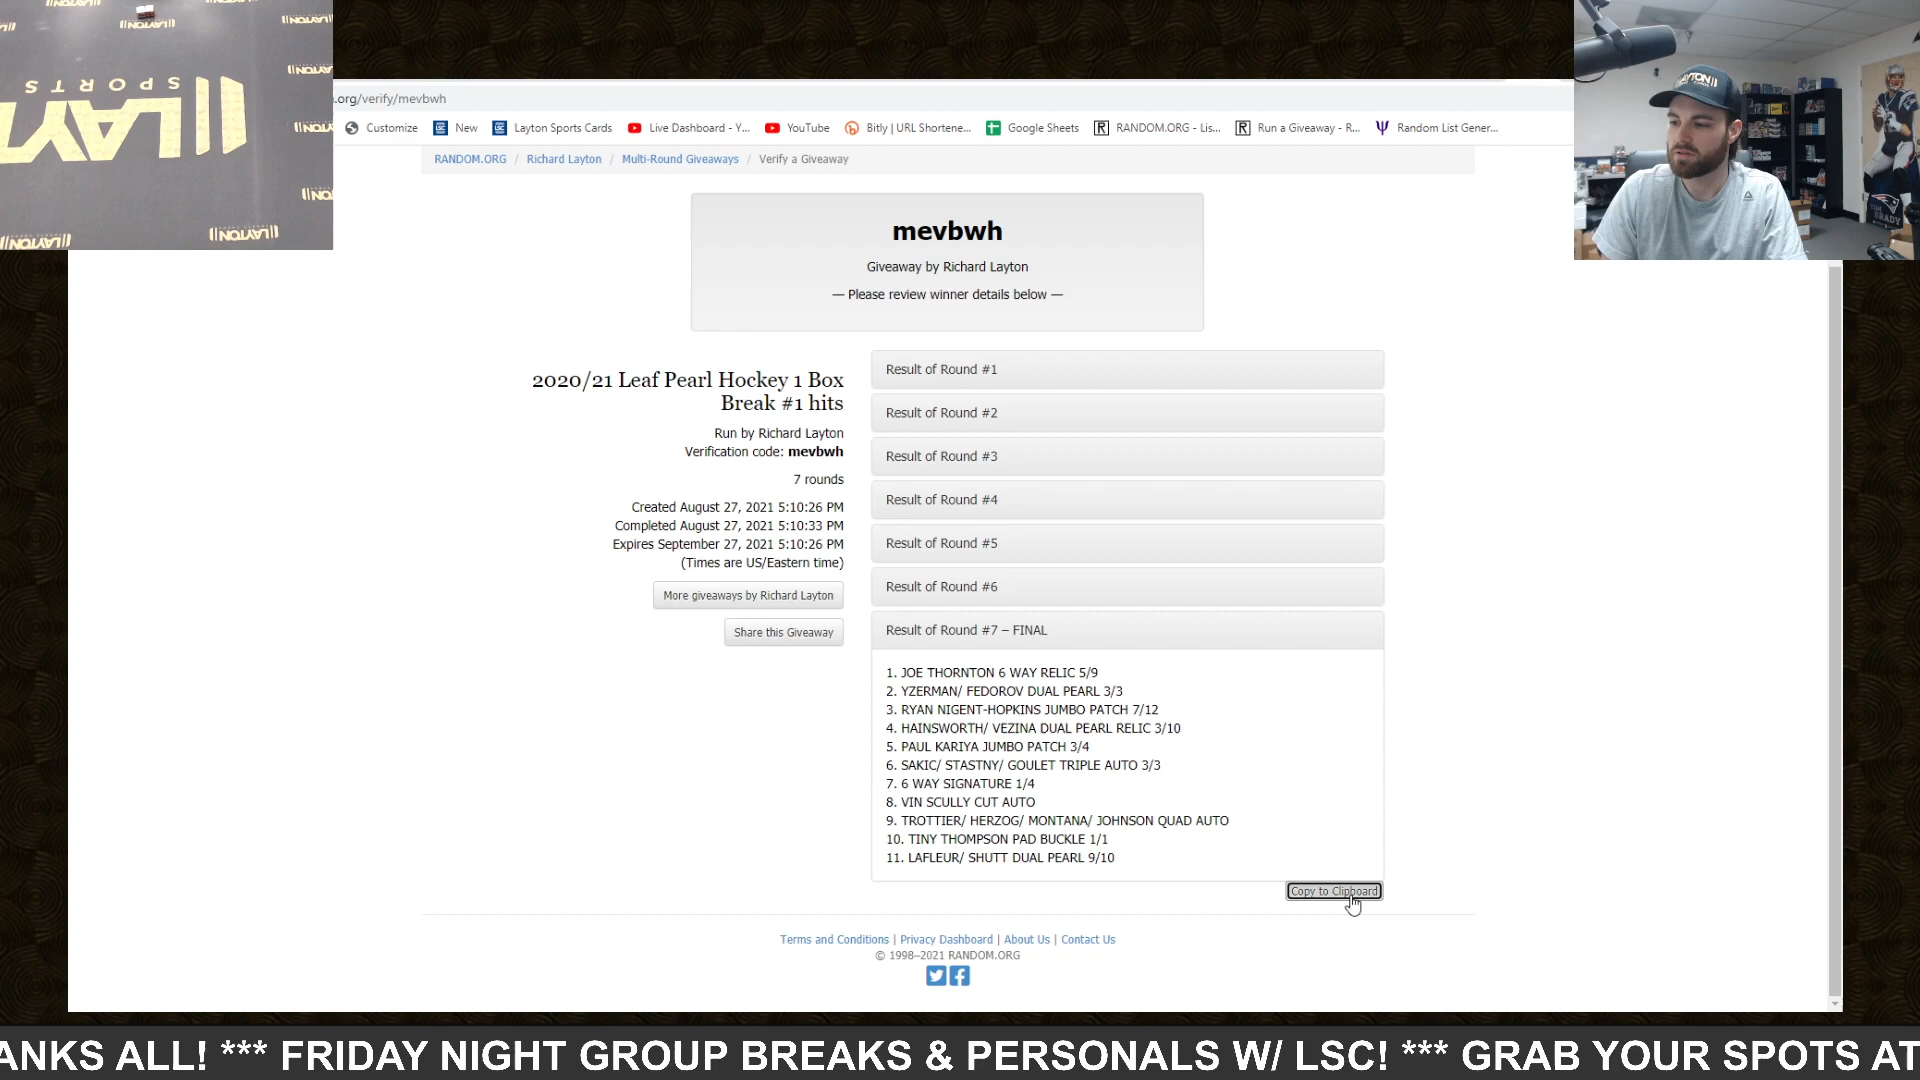 SPORTS
LAYTON
LAYTON
.org/verify/mevbwh
Customize
New
Layton Sports Cards
Live Dashboard - Y...
YouTube
Bitly | URL Shortene...
Google Sheets
RANDOM.ORG - Lis...
Run a Giveaway - R...
Random List Gener...
RANDOM.ORG / Richard Layton / Multi-Round Giveaways / Verify a Giveaway
TOM
BRADY
mevbwh
Giveaway by Richard Layton
— Please review winner details below —
2020/21 Leaf Pearl Hockey 1 Box
Break #1 hits
Run by Richard Layton
Verification code: mevbwh
7 rounds
Created August 27, 2021 5:10:26 PM
Completed August 27, 2021 5:10:33 PM
Expires September 27, 2021 5:10:26 PM
(Times are US/Eastern time)
More giveaways by Richard Layton
Share this Giveaway
Result of Round #1
Result of Round #2
Result of Round #3
Result of Round #4
Result of Round #5
Result of Round #6
Result of Round #7 – FINAL
1. JOE THORNTON 6 WAY RELIC 5/9
2. YZERMAN/ FEDOROV DUAL PEARL 3/3
3. RYAN NIGENT-HOPKINS JUMBO PATCH 7/12
4. HAINSWORTH/ VEZINA DUAL PEARL RELIC 3/10
5. PAUL KARIYA JUMBO PATCH 3/4
6. SAKIC/ STASTNY/ GOULET TRIPLE AUTO 3/3
7. 6 WAY SIGNATURE 1/4
8. VIN SCULLY CUT AUTO
9. TROTTIER/ HERZOG/ MONTANA/ JOHNSON QUAD AUTO
10. TINY THOMPSON PAD BUCKLE 1/1
11. LAFLEUR/ SHUTT DUAL PEARL 9/10
Copy to Clipboard
Terms and Conditions | Privacy Dashboard | About Us | Contact Us
© 1998–2021 RANDOM.ORG
ANKS ALL! *** FRIDAY NIGHT GROUP BREAKS & PERSONALS W/ LSC! *** GRAB YOUR SPOTS AT